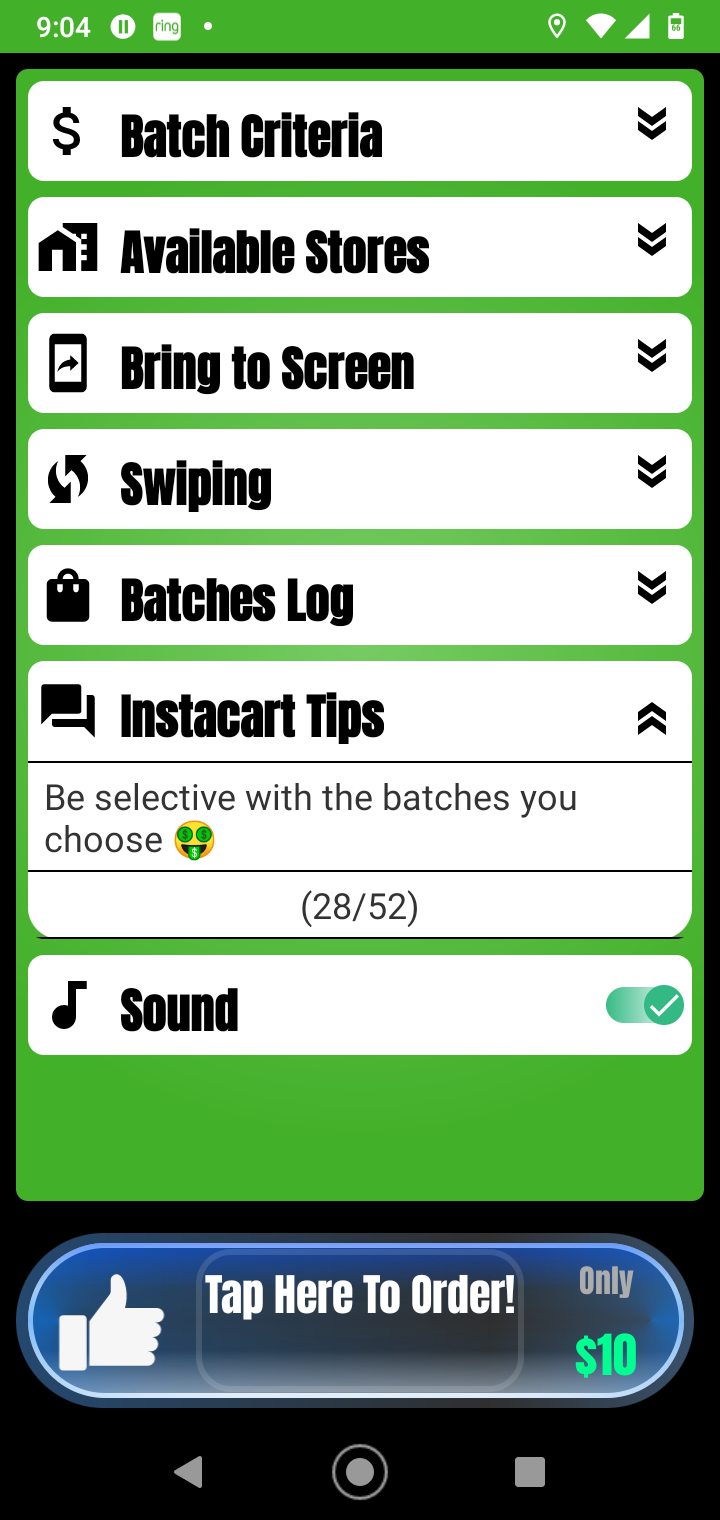 9:04 ring 66
Batch Criteria
Available Stores
Bring to Screen
Swiping
Batches Log
Instacart Tips
Be selective with the batches you
choose 🤑
(28/52)
Sound
Tap Here To Order!
Only
$10